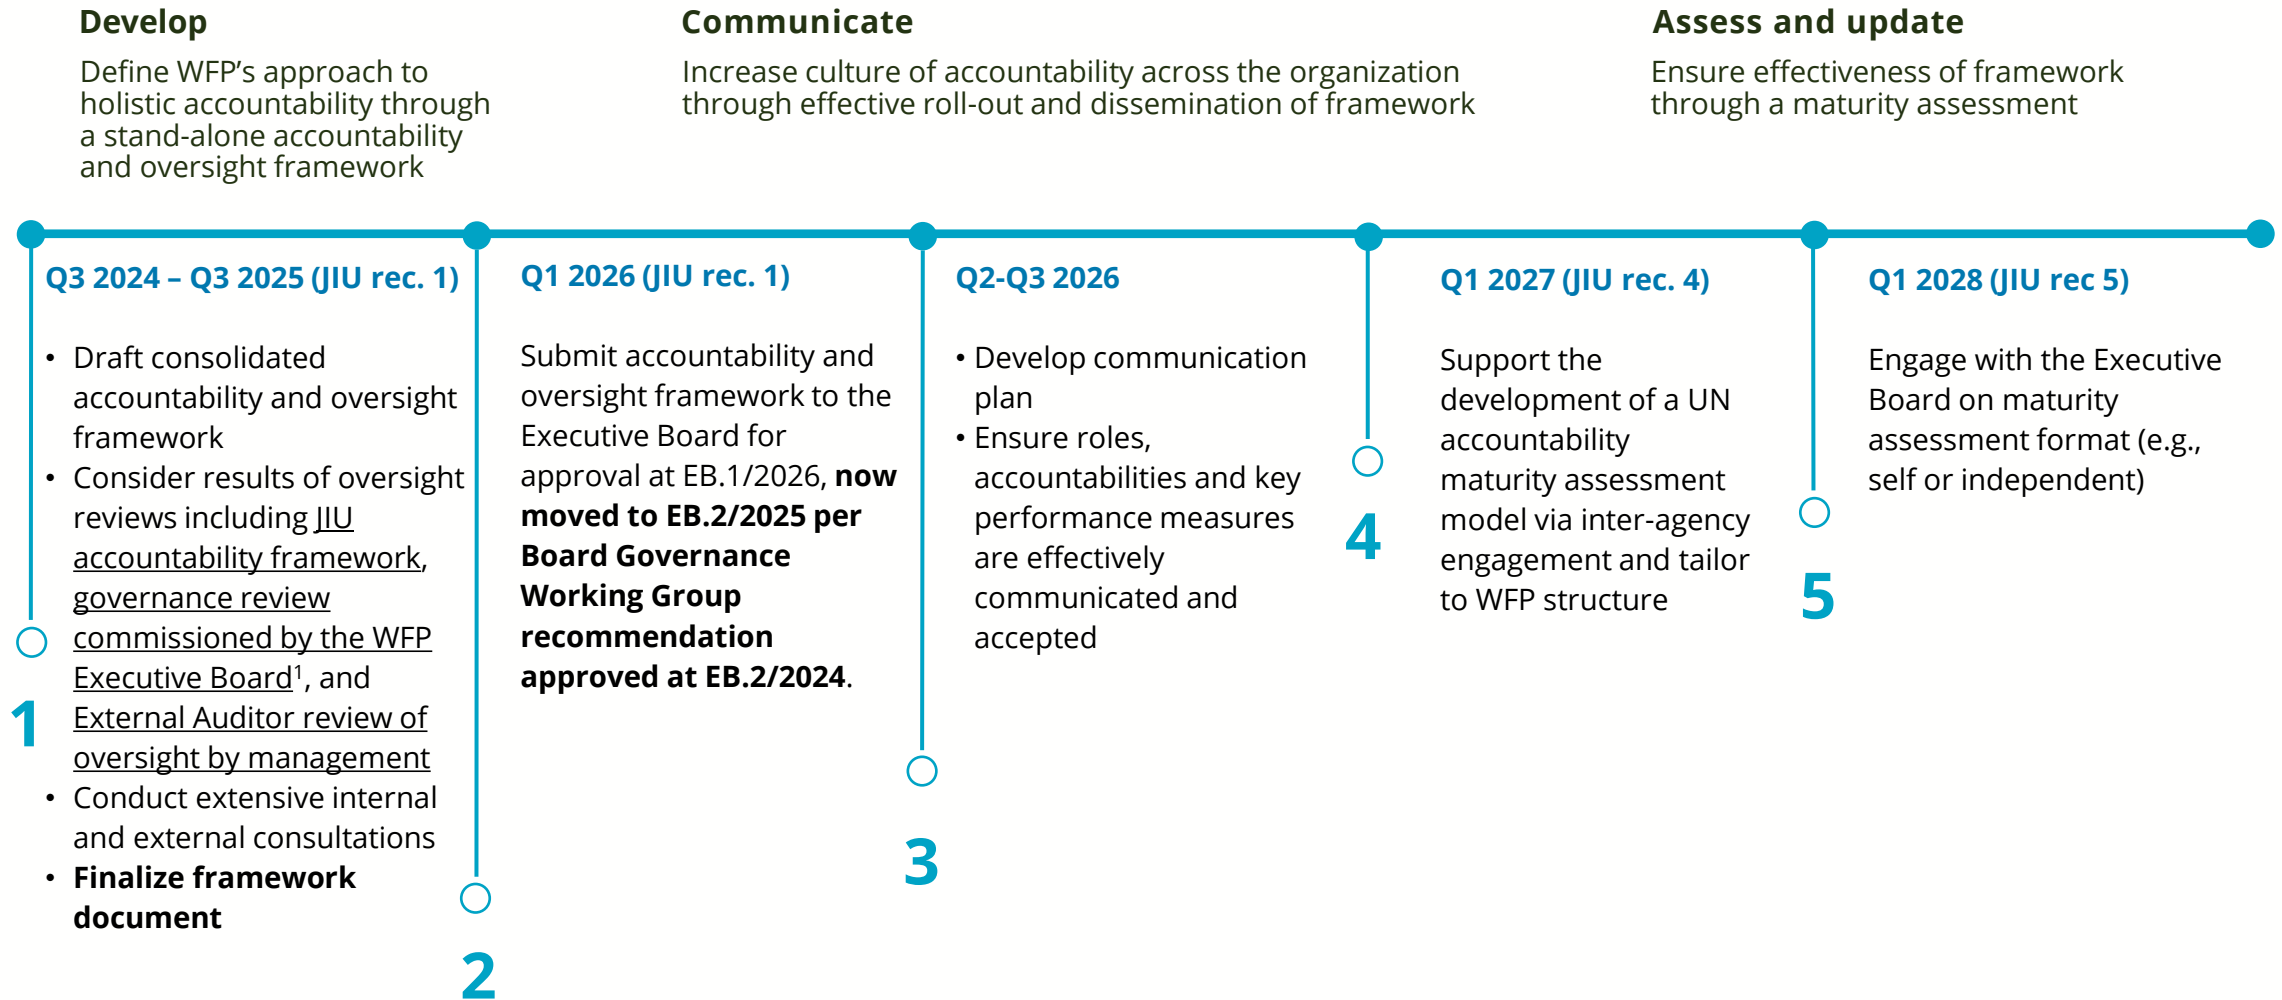 Develop
Define WFP’s approach to
holistic accountability through
a stand-alone accountability
and oversight framework
Communicate
Increase culture of accountability across the organization
through effective roll-out and dissemination of framework
Assess and update
Ensure effectiveness of framework
through a maturity assessment
Q3 2024 – Q3 2025 (JIU rec. 1)
• Draft consolidated
accountability and oversight
framework
• Consider results of oversight
reviews including JIU
accountability framework,
governance review
commissioned by the WFP
Executive Board¹, and
External Auditor review of
oversight by management
• Conduct extensive internal
and external consultations
• Finalize framework
document
1
Q1 2026 (JIU rec. 1)
Submit accountability and
oversight framework to the
Executive Board for
approval at EB.1/2026, now
moved to EB.2/2025 per
Board Governance
Working Group
recommendation
approved at EB.2/2024.
2
Q2-Q3 2026
• Develop communication
plan
• Ensure roles,
accountabilities and key
performance measures
are effectively
communicated and
accepted
3
Q1 2027 (JIU rec. 4)
Support the
development of a UN
accountability
maturity assessment
model via inter-agency
engagement and tailor
to WFP structure
4
Q1 2028 (JIU rec 5)
Engage with the Executive
Board on maturity
assessment format (e.g.,
self or independent)
5